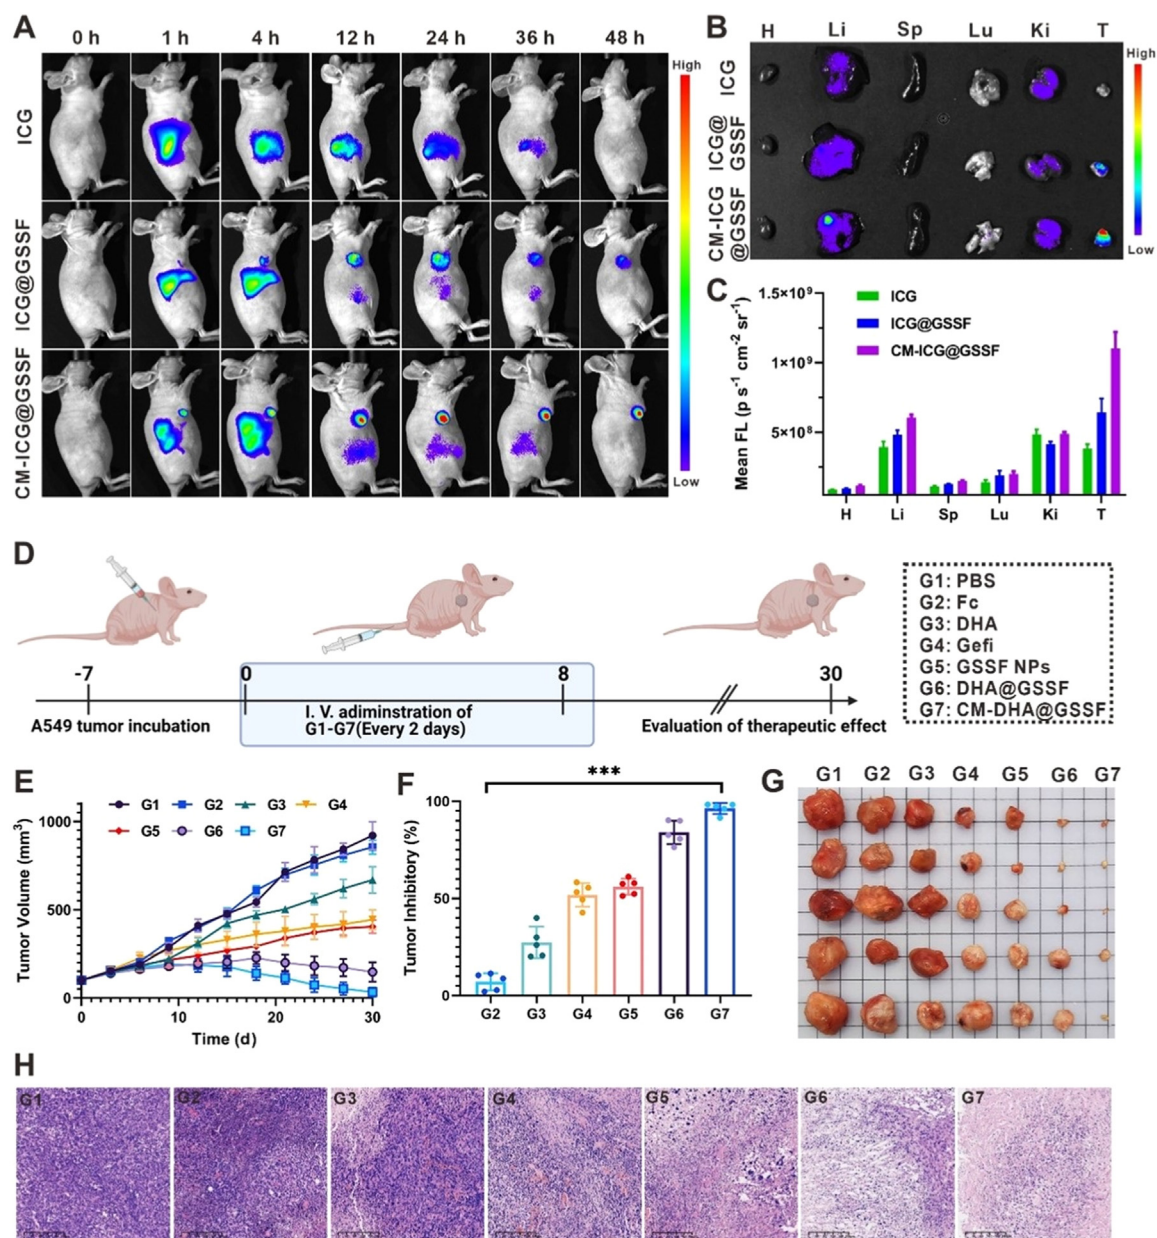 A
0 h 1 h 4 h 12 h 24 h 36 h 48 h
ICG
ICG@GSSF
CM-ICG@GSSF
High
Low
B
H Li Sp Lu Ki T
ICG
ICG@
GSSF
CM-ICG
@GSSF
High
Low
C
Mean FL (p s⁻¹ cm⁻² sr⁻¹)
1.5×10⁹
1×10⁹
5×10⁸
ICG
ICG@GSSF
CM-ICG@GSSF
H Li Sp Lu Ki T
D
-7 0 8 30
A549 tumor incubation
I. V. adiminstration of
G1-G7(Every 2 days)
Evaluation of therapeutic effect
G1: PBS
G2: Fc
G3: DHA
G4: Gefi
G5: GSSF NPs
G6: DHA@GSSF
G7: CM-DHA@GSSF
E
Tumor Volume (mm³)
1000
500
0
G1 G2 G3 G4
G5 G6 G7
0 10 20 30
Time (d)
F
***
Tumor Inhibitory (%)
100
50
0
G2 G3 G4 G5 G6 G7
G
G1 G2 G3 G4 G5 G6 G7
H
G1 G2 G3 G4 G5 G6 G7